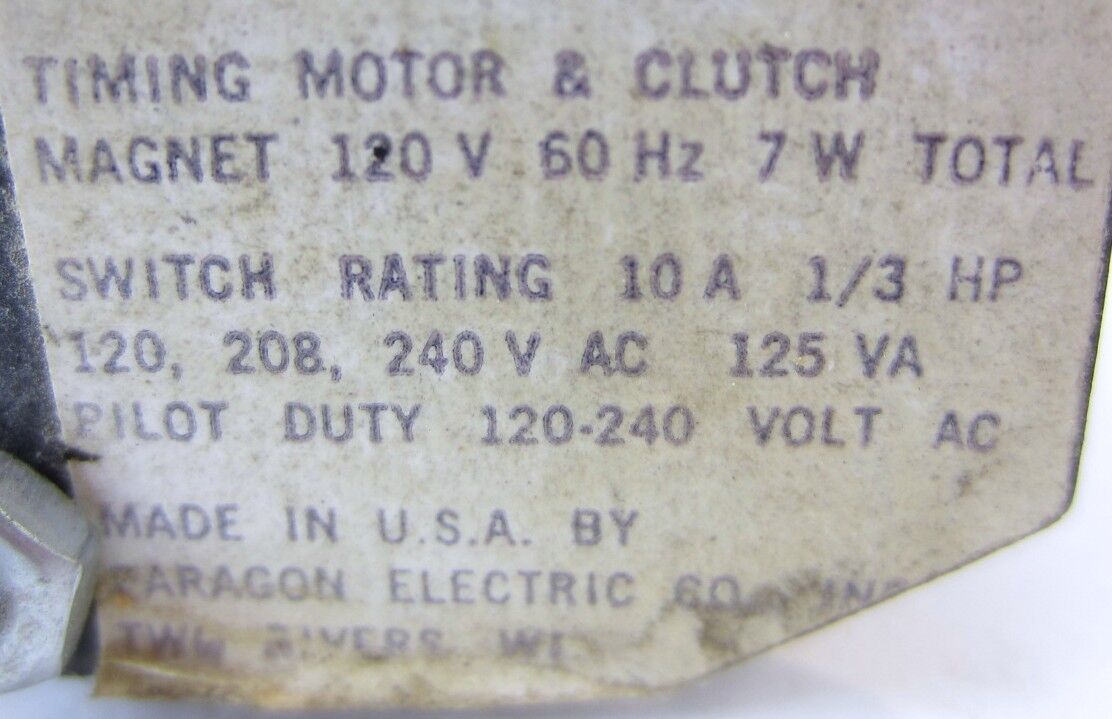 TIMING MOTOR & CLUTCH
MAGNET 120 V 60 Hz 7 W TOTAL
SWITCH RATING 10 A 1/3 HP
120, 208, 240 V AC 125 VA
PILOT DUTY 120-240 VOLT AC
MADE IN U.S.A. BY
PARAGON ELECTRIC CO., INC
TWO RIVERS, WI